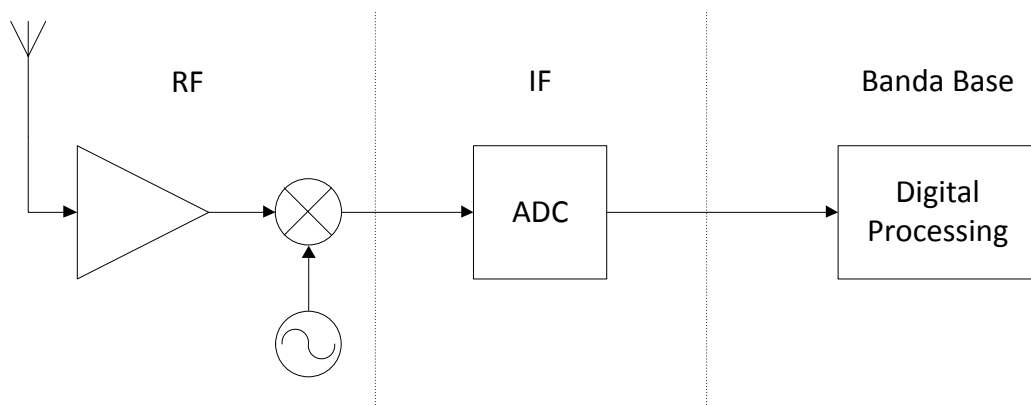 RF
IF
Banda Base
ADC
Digital
Processing